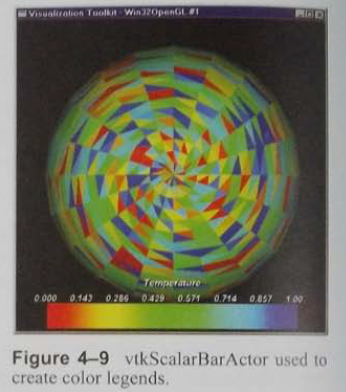 Visualization Toolkit - Win32OpenGL #1
Temperature
0.000 0.143 0.286 0.429 0.571 0.714 0.857 1.00
Figure 4–9 vtkScalarBarActor used to
create color legends.